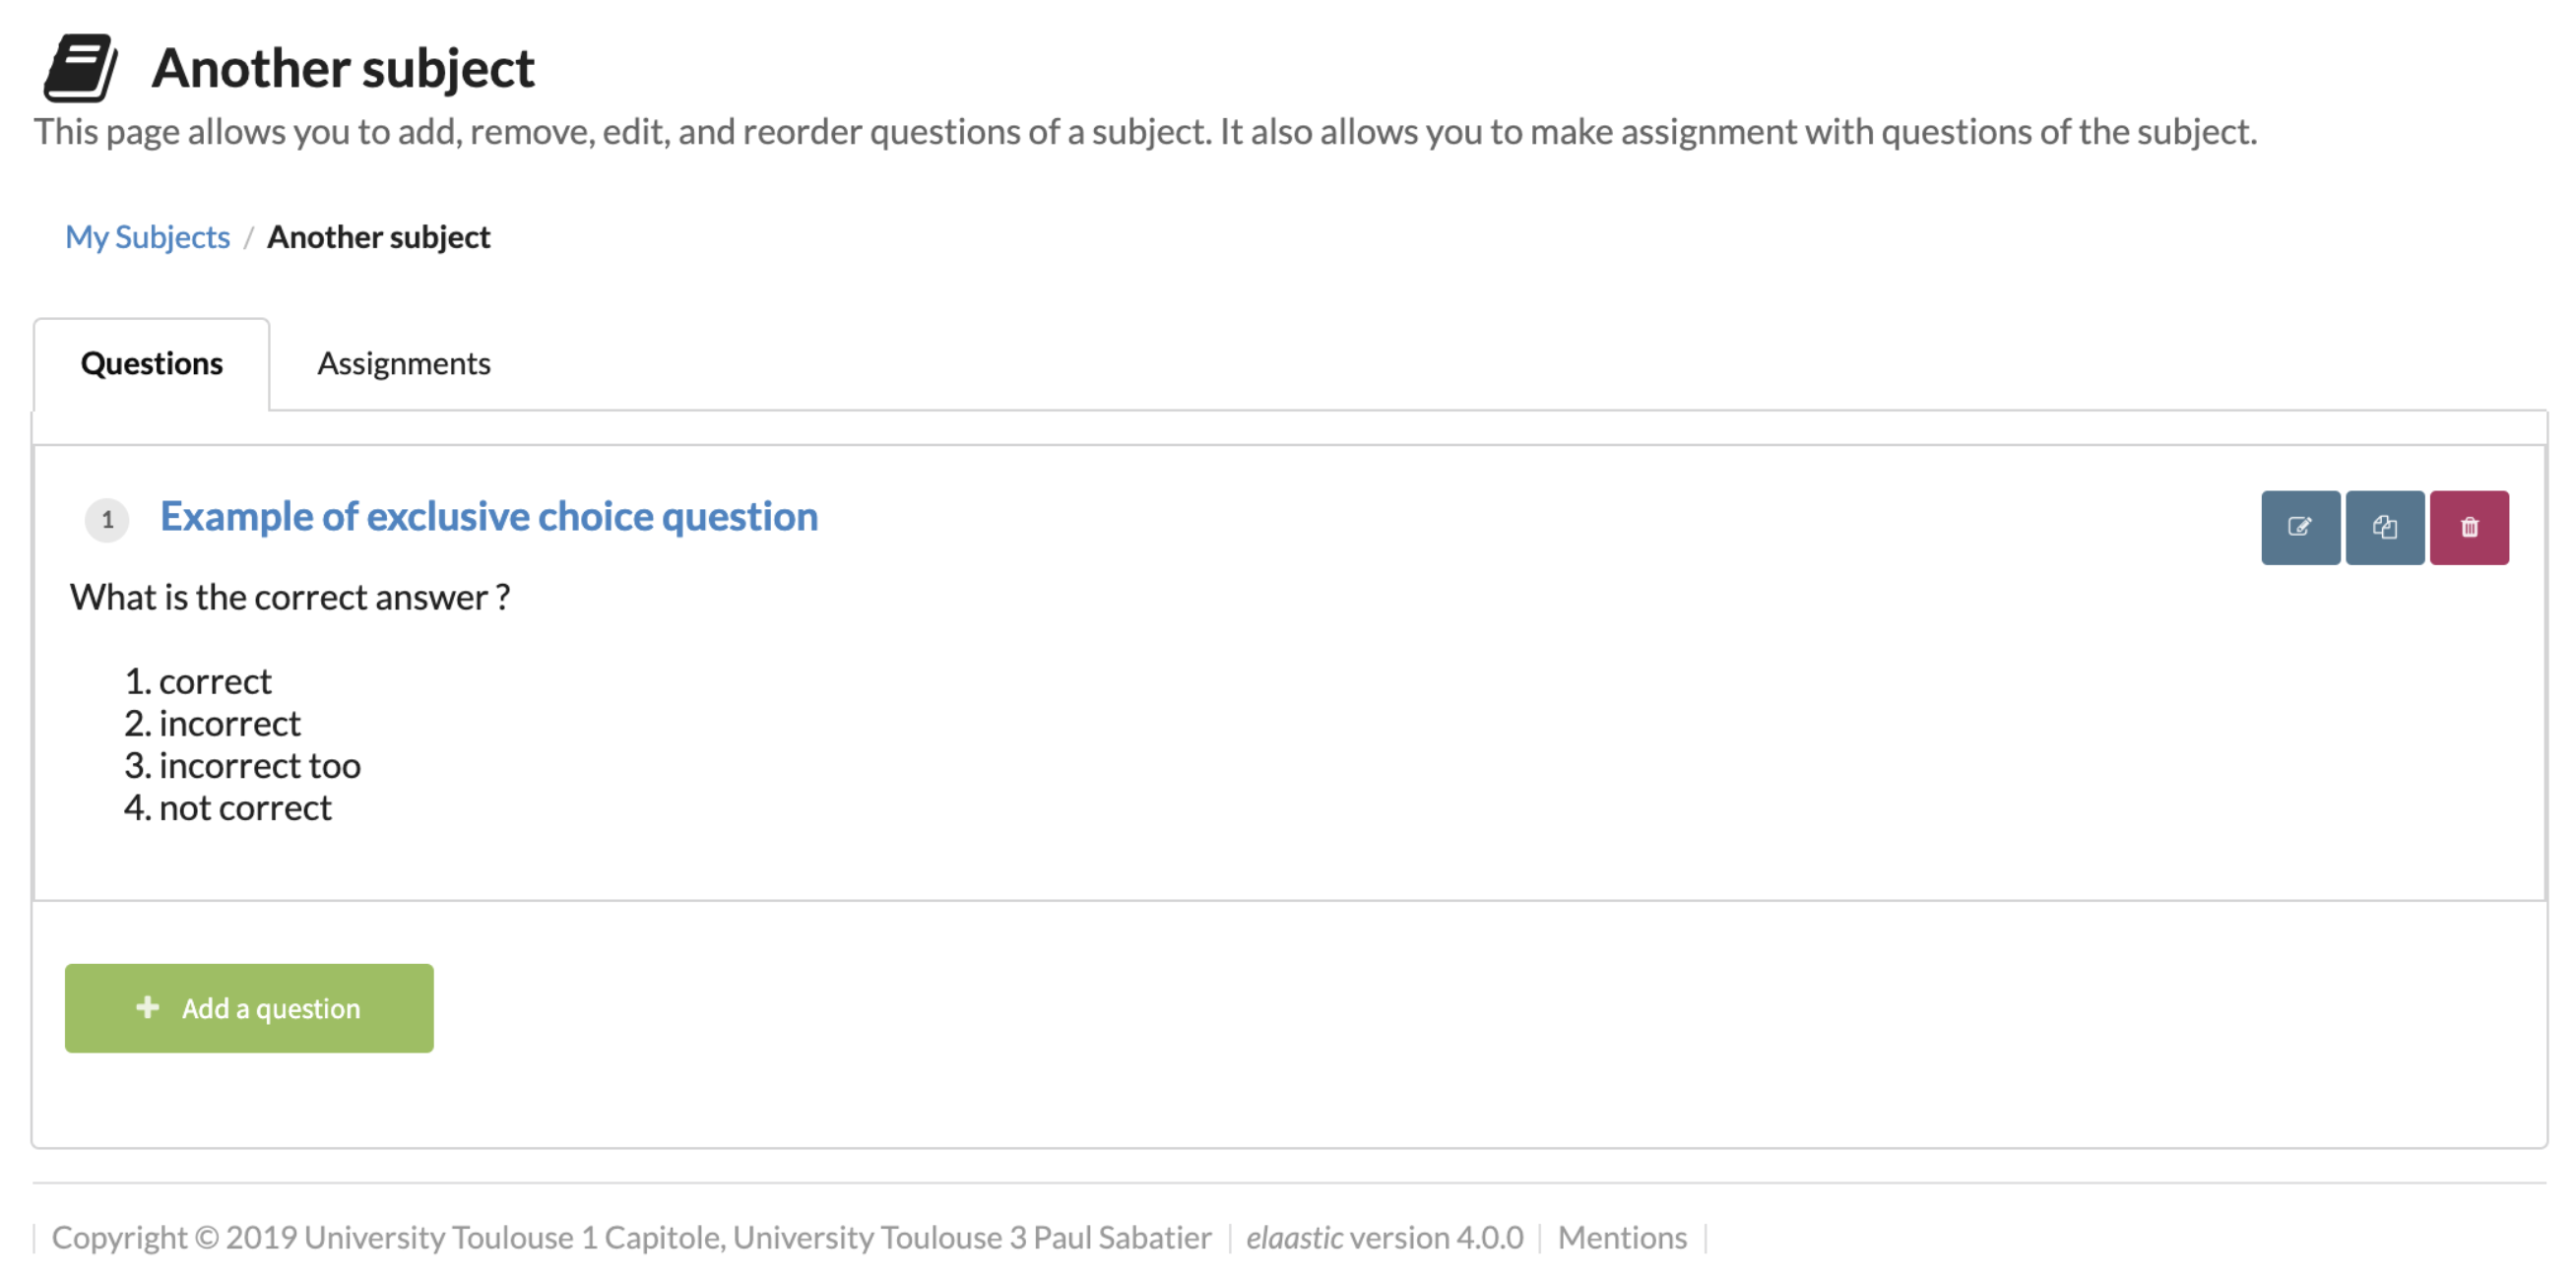 Another subject
This page allows you to add, remove, edit, and reorder questions of a subject. It also allows you to make assignment with questions of the subject.
My Subjects / Another subject
Questions Assignments
1 Example of exclusive choice question
What is the correct answer ?
1. correct
2. incorrect
3. incorrect too
4. not correct
Add a question
Copyright © 2019 University Toulouse 1 Capitole, University Toulouse 3 Paul Sabatier | elaastic version 4.0.0 | Mentions |